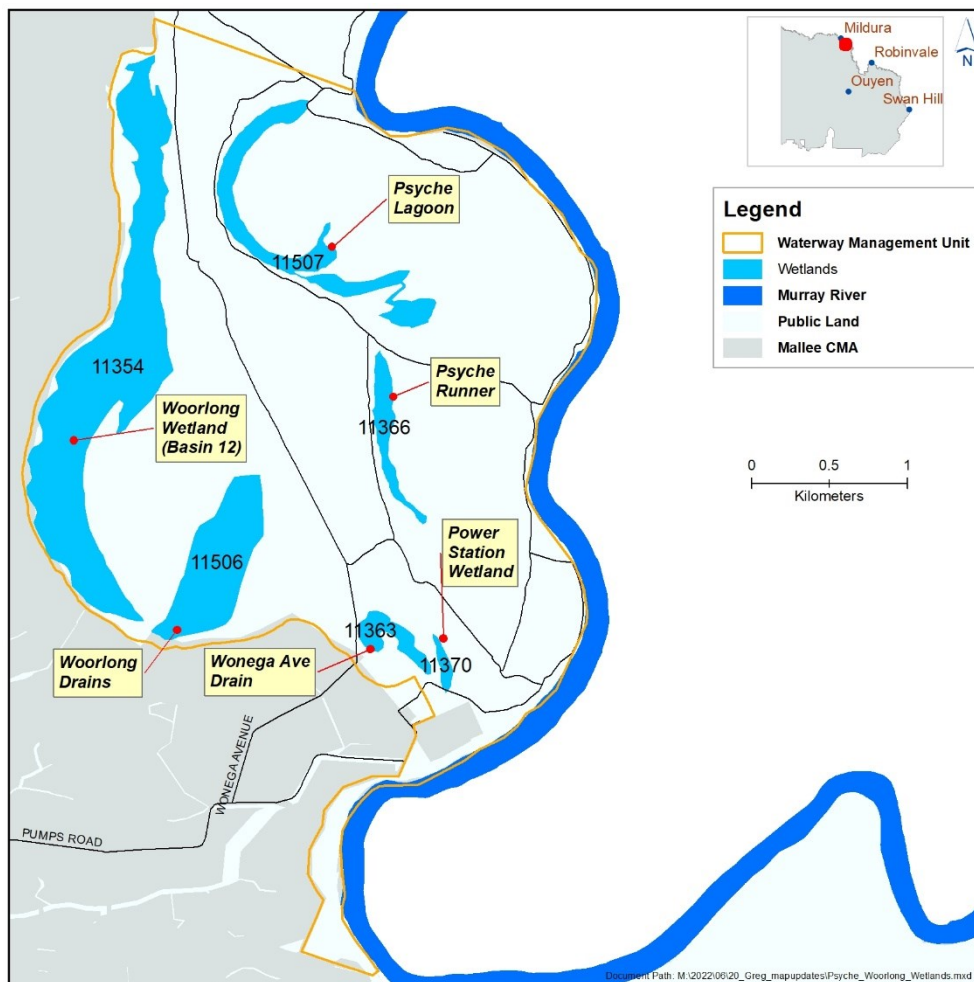 Mildura
Robinvale
Ouyen
Swan Hill
N
Psyche
Lagoon
11507
Legend
Waterway Management Unit
Wetlands
Murray River
Public Land
Mallee CMA
11354
Psyche
Runner
11366
Woorlong
Wetland
(Basin 12)
0 0.5 1
Kilometers
Power
Station
Wetland
11506
11363
11370
Woorlong
Drains
Wonega Ave
Drain
WONEGA AVENUE
PUMPS ROAD
Document Path: M:\2022\06\20_Greg_mapupdates\Psyche_Woorlong_Wetlands.mxd